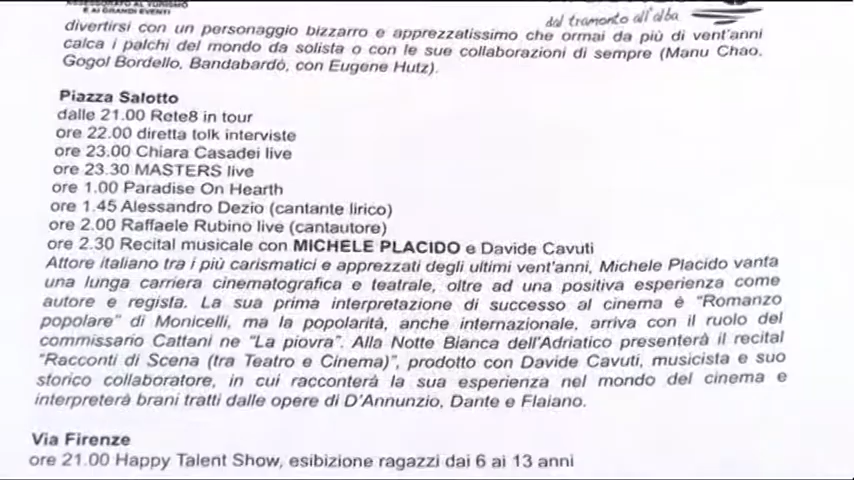 ASSESSORATO AL TURISMO
E AI GRANDI EVENTI
dal tramonto all'alba
divertirsi con un personaggio bizzarro e apprezzatissimo che ormai da più di vent'anni
calca i palchi del mondo da solista o con le sue collaborazioni di sempre (Manu Chao,
Gogol Bordello, Bandabardò, con Eugene Hutz).
Piazza Salotto
dalle 21.00 Rete8 in tour
ore 22.00 diretta tolk interviste
ore 23.00 Chiara Casadei live
ore 23.30 MASTERS live
ore 1.00 Paradise On Hearth
ore 1.45 Alessandro Dezio (cantante lirico)
ore 2.00 Raffaele Rubino live (cantautore)
ore 2.30 Recital musicale con MICHELE PLACIDO e Davide Cavuti
Attore italiano tra i più carismatici e apprezzati degli ultimi vent'anni, Michele Placido vanta
una lunga carriera cinematografica e teatrale, oltre ad una positiva esperienza come
autore e regista. La sua prima interpretazione di successo al cinema è "Romanzo
popolare" di Monicelli, ma la popolarità, anche internazionale, arriva con il ruolo del
commissario Cattani ne "La piovra". Alla Notte Bianca dell'Adriatico presenterà il recital
"Racconti di Scena (tra Teatro e Cinema)", prodotto con Davide Cavuti, musicista e suo
storico collaboratore, in cui racconterà la sua esperienza nel mondo del cinema e
interpreterà brani tratti dalle opere di D'Annunzio, Dante e Flaiano.
Via Firenze
ore 21.00 Happy Talent Show, esibizione ragazzi dai 6 ai 13 anni